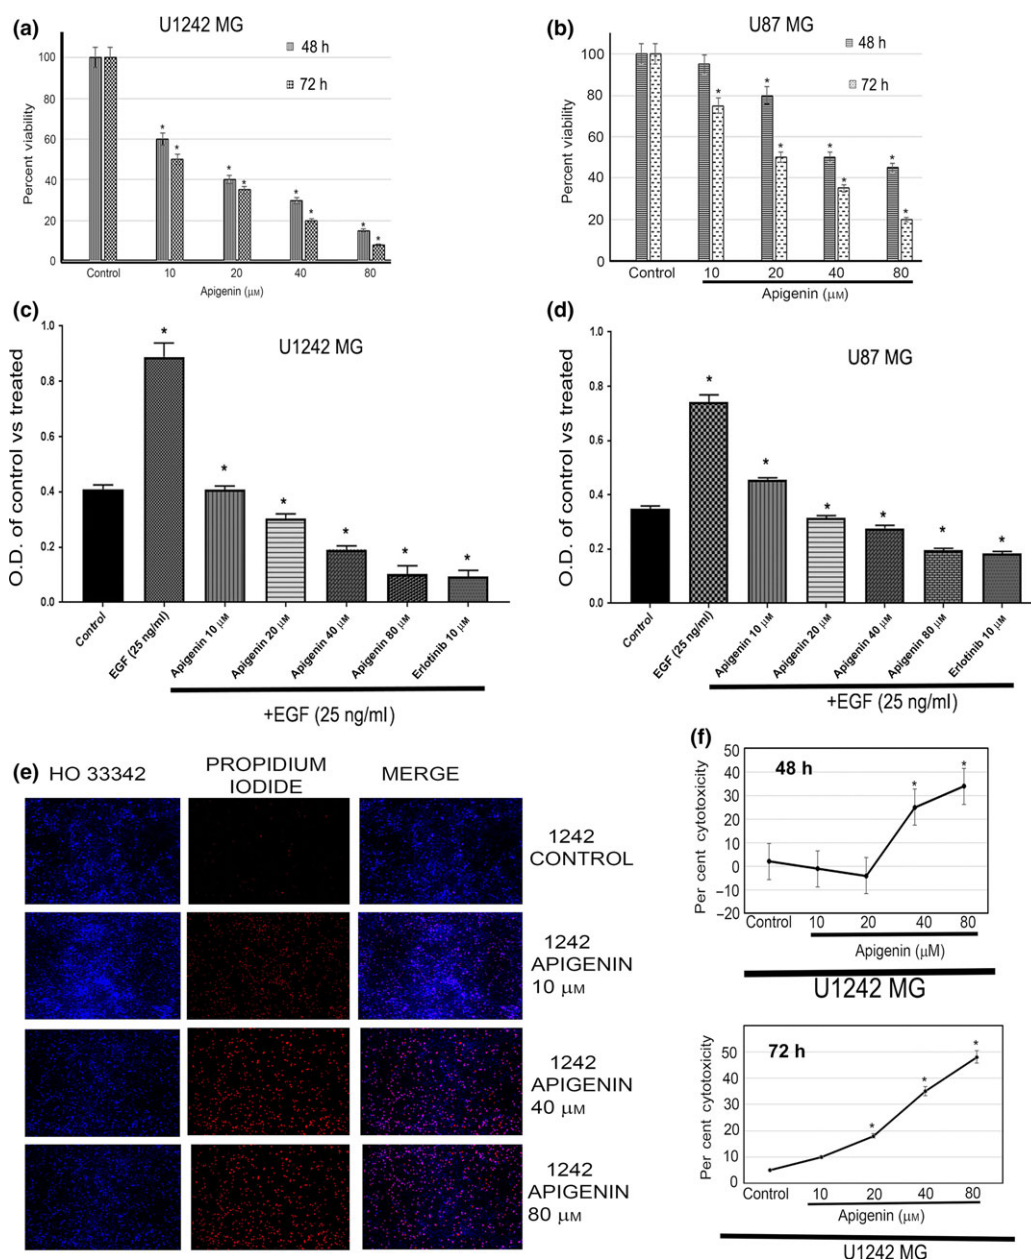 (a)
U1242 MG
48 h
72 h
Percent viability
100
80
60
40
20
0
* * * * * * * *
Control 10 20 40 80
Apigenin (μM)
(b)
U87 MG
48 h
72 h
Percent viability
100
80
60
40
20
0
* * * * * * *
Control 10 20 40 80
Apigenin (μM)
(c)
U1242 MG
O.D. of control vs treated
1.0
0.8
0.6
0.4
0.2
0.0
* * * * * *
Control
EGF (25 ng/ml)
Apigenin 10 μM
Apigenin 20 μM
Apigenin 40 μM
Apigenin 80 μM
Erlotinib 10 μM
+EGF (25 ng/ml)
(d)
U87 MG
O.D. of control vs treated
1.0
0.8
0.6
0.4
0.2
0.0
* * * * * *
Control
EGF (25 ng/ml)
Apigenin 10 μM
Apigenin 20 μM
Apigenin 40 μM
Apigenin 80 μM
Erlotinib 10 μM
+EGF (25 ng/ml)
(e)
HO 33342
PROPIDIUM
IODIDE
MERGE
1242
CONTROL
1242
APIGENIN
10 μM
1242
APIGENIN
40 μM
1242
APIGENIN
80 μM
(f)
48 h
Per cent cytotoxicity
50
40
30
20
10
0
−10
−20
* *
Control 10 20 40 80
Apigenin (μM)
U1242 MG
72 h
Per cent cytotoxicity
50
40
30
20
10
0
* * *
Control 10 20 40 80
Apigenin (μM)
U1242 MG